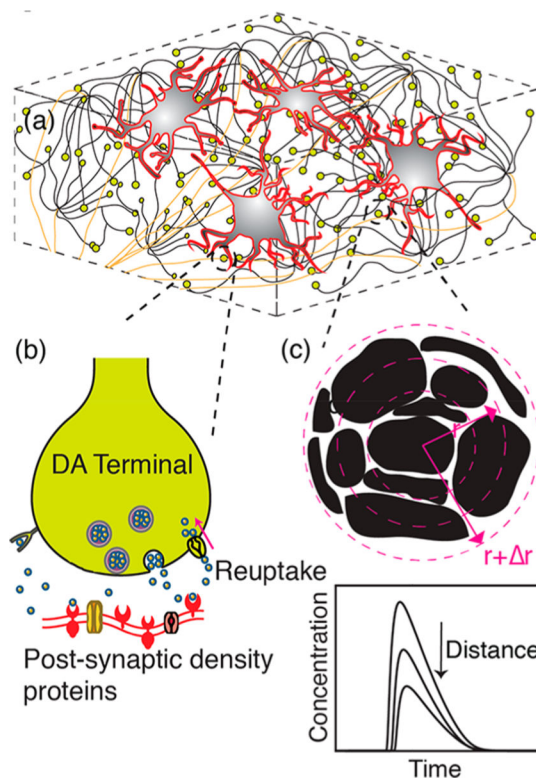 (a)
(b)
(c)
DA Terminal
Reuptake
Post-synaptic density
proteins
r
r+Δr
Concentration
Distance
Time